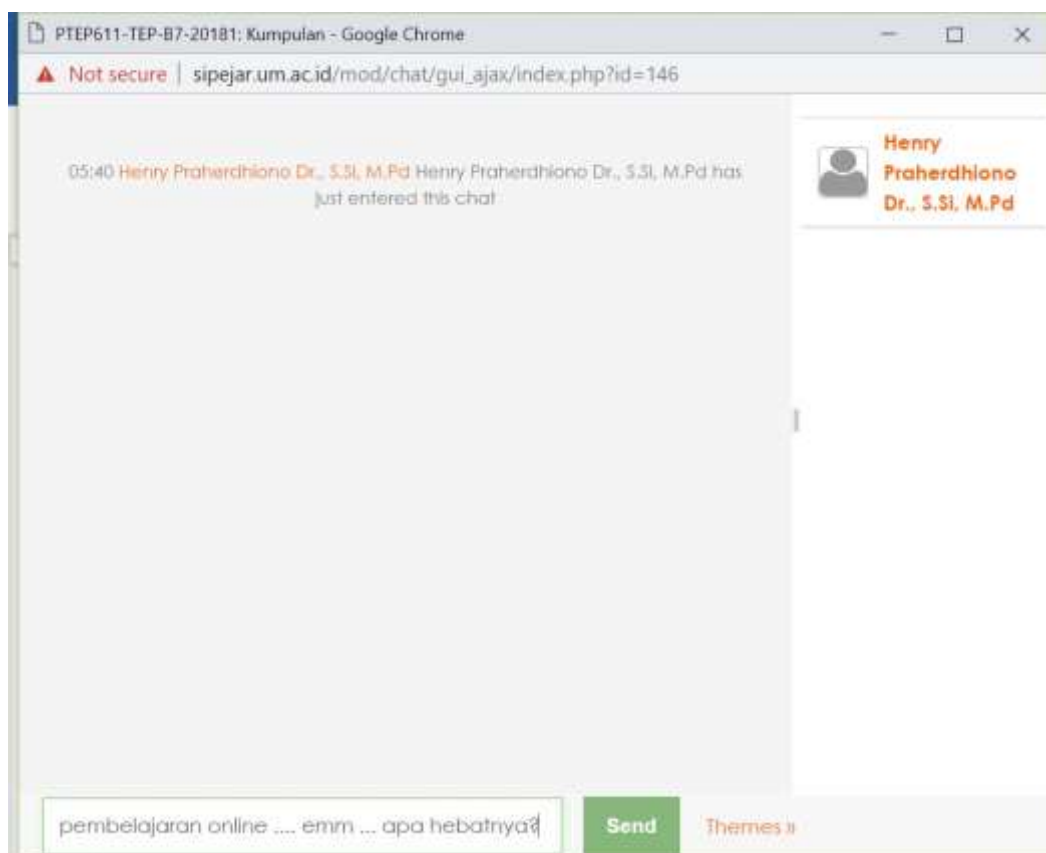 PTEP611-TEP-B7-20181: Kumpulan - Google Chrome
Not secure | sipejar.um.ac.id/mod/chat/gui_ajax/index.php?id=146
05:40 Henry Praherdhiono Dr., S.Si, M.Pd Henry Praherdhiono Dr., S.Si, M.Pd has
just entered this chat
Henry
Praherdhiono
Dr., S.Si, M.Pd
pembelajaran online .... emm ... apa hebatnya?
Send
Themes »